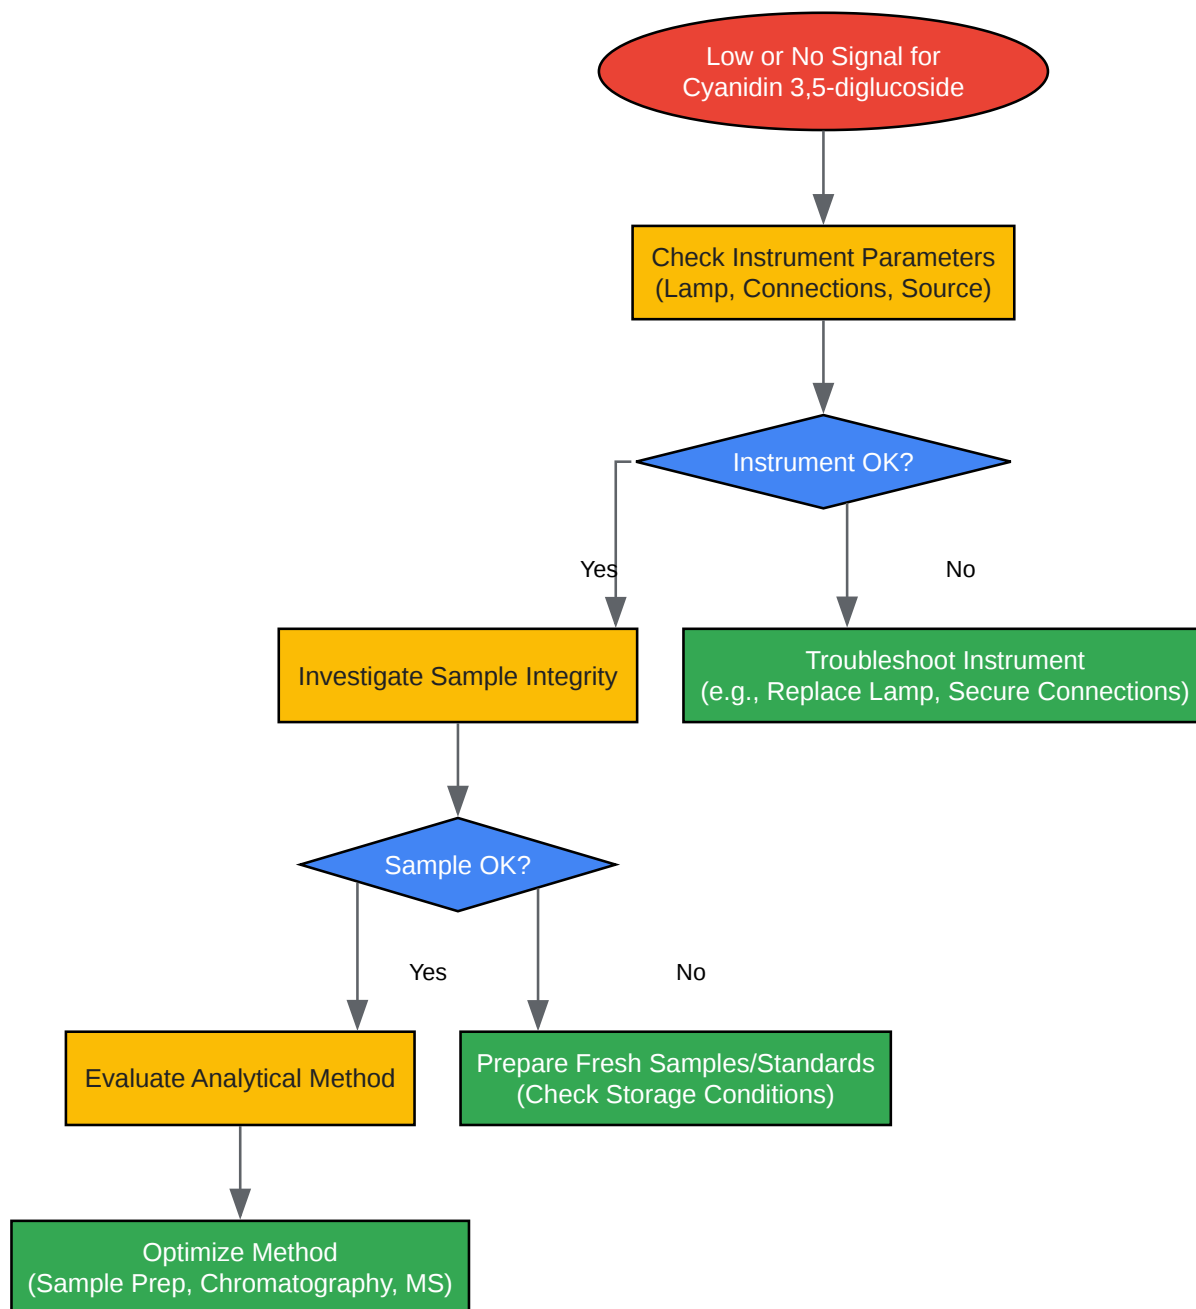 Low or No Signal for
Cyanidin 3,5-diglucoside
Check Instrument Parameters
(Lamp, Connections, Source)
Instrument OK?
Yes
No
Investigate Sample Integrity
Troubleshoot Instrument
(e.g., Replace Lamp, Secure Connections)
Sample OK?
Yes
No
Evaluate Analytical Method
Prepare Fresh Samples/Standards
(Check Storage Conditions)
Optimize Method
(Sample Prep, Chromatography, MS)